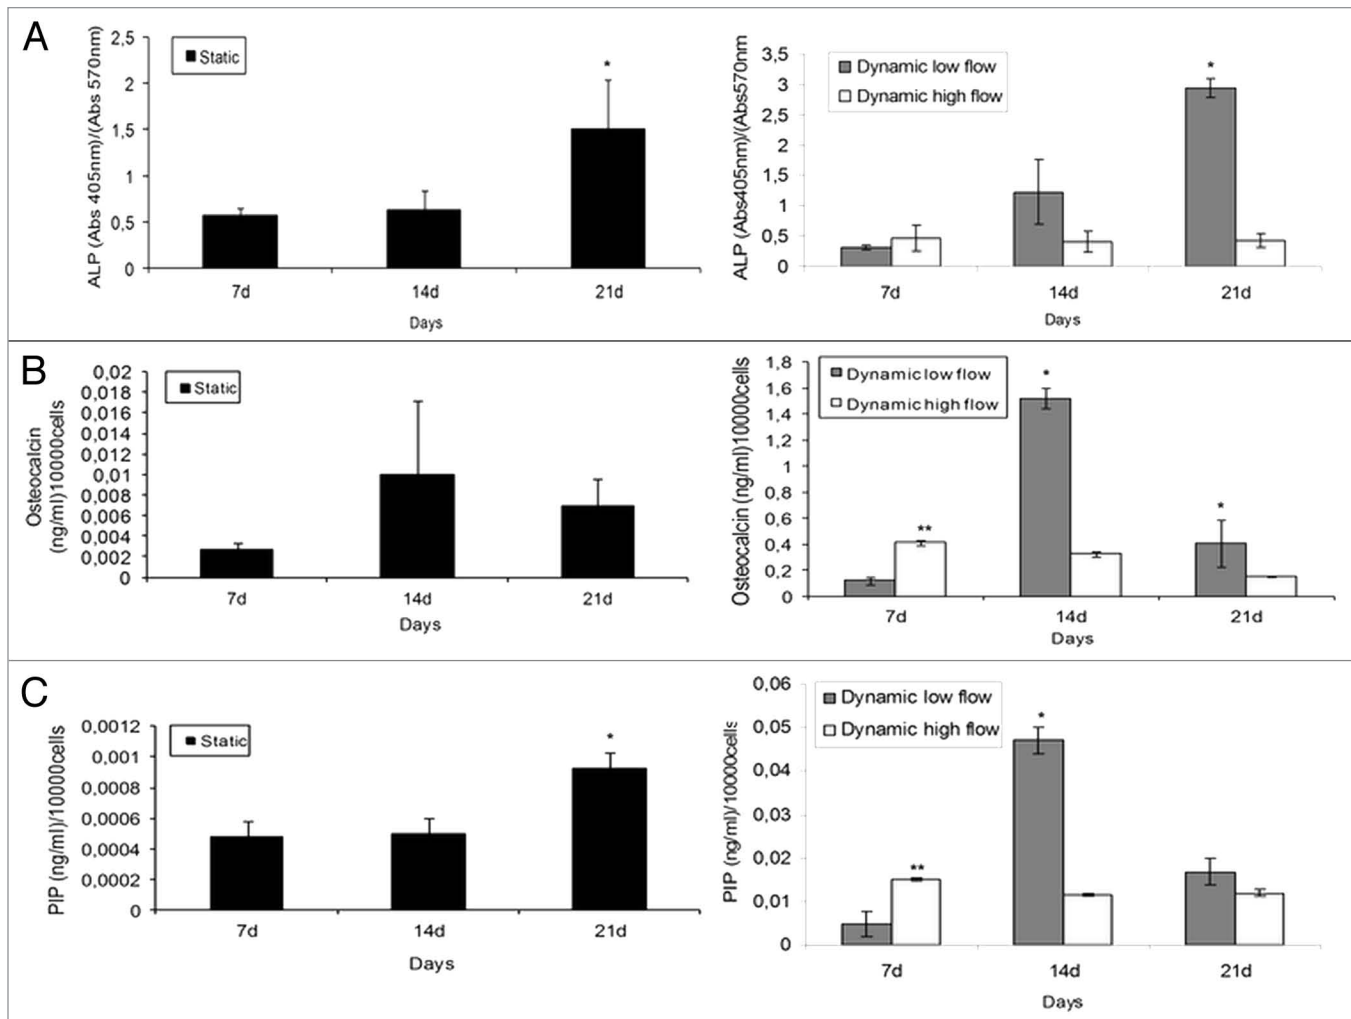 A
ALP (Abs 405nm)/(Abs 570nm)
2,5
2
1,5
1
0,5
0
Static
*
7d
14d
21d
Days
ALP (Abs405nm)/(Abs570nm
3,5
3
2,5
2
1,5
1
0,5
0
Dynamic low flow
Dynamic high flow
*
7d
14d
21d
Days
B
Osteocalcin
(ng/ml)10000cells
0,02
0,018
0,016
0,014
0,012
0,01
0,008
0,006
0,004
0,002
0
Static
7d
14d
21d
Days
Osteocalcin (ng/ml)10000cells
1,8
1,6
1,4
1,2
1
0,8
0,6
0,4
0,2
0
Dynamic low flow
Dynamic high flow
**
*
*
7d
14d
21d
Days
C
PIP (ng/ml)/10000cells
0,0012
0,001
0,0008
0,0006
0,0004
0,0002
0
Static
*
7d
14d
21d
Days
PIP (ng/ml)/10000cells
0,06
0,05
0,04
0,03
0,02
0,01
0
Dynamic low flow
Dynamic high flow
**
*
7d
14d
21d
Days